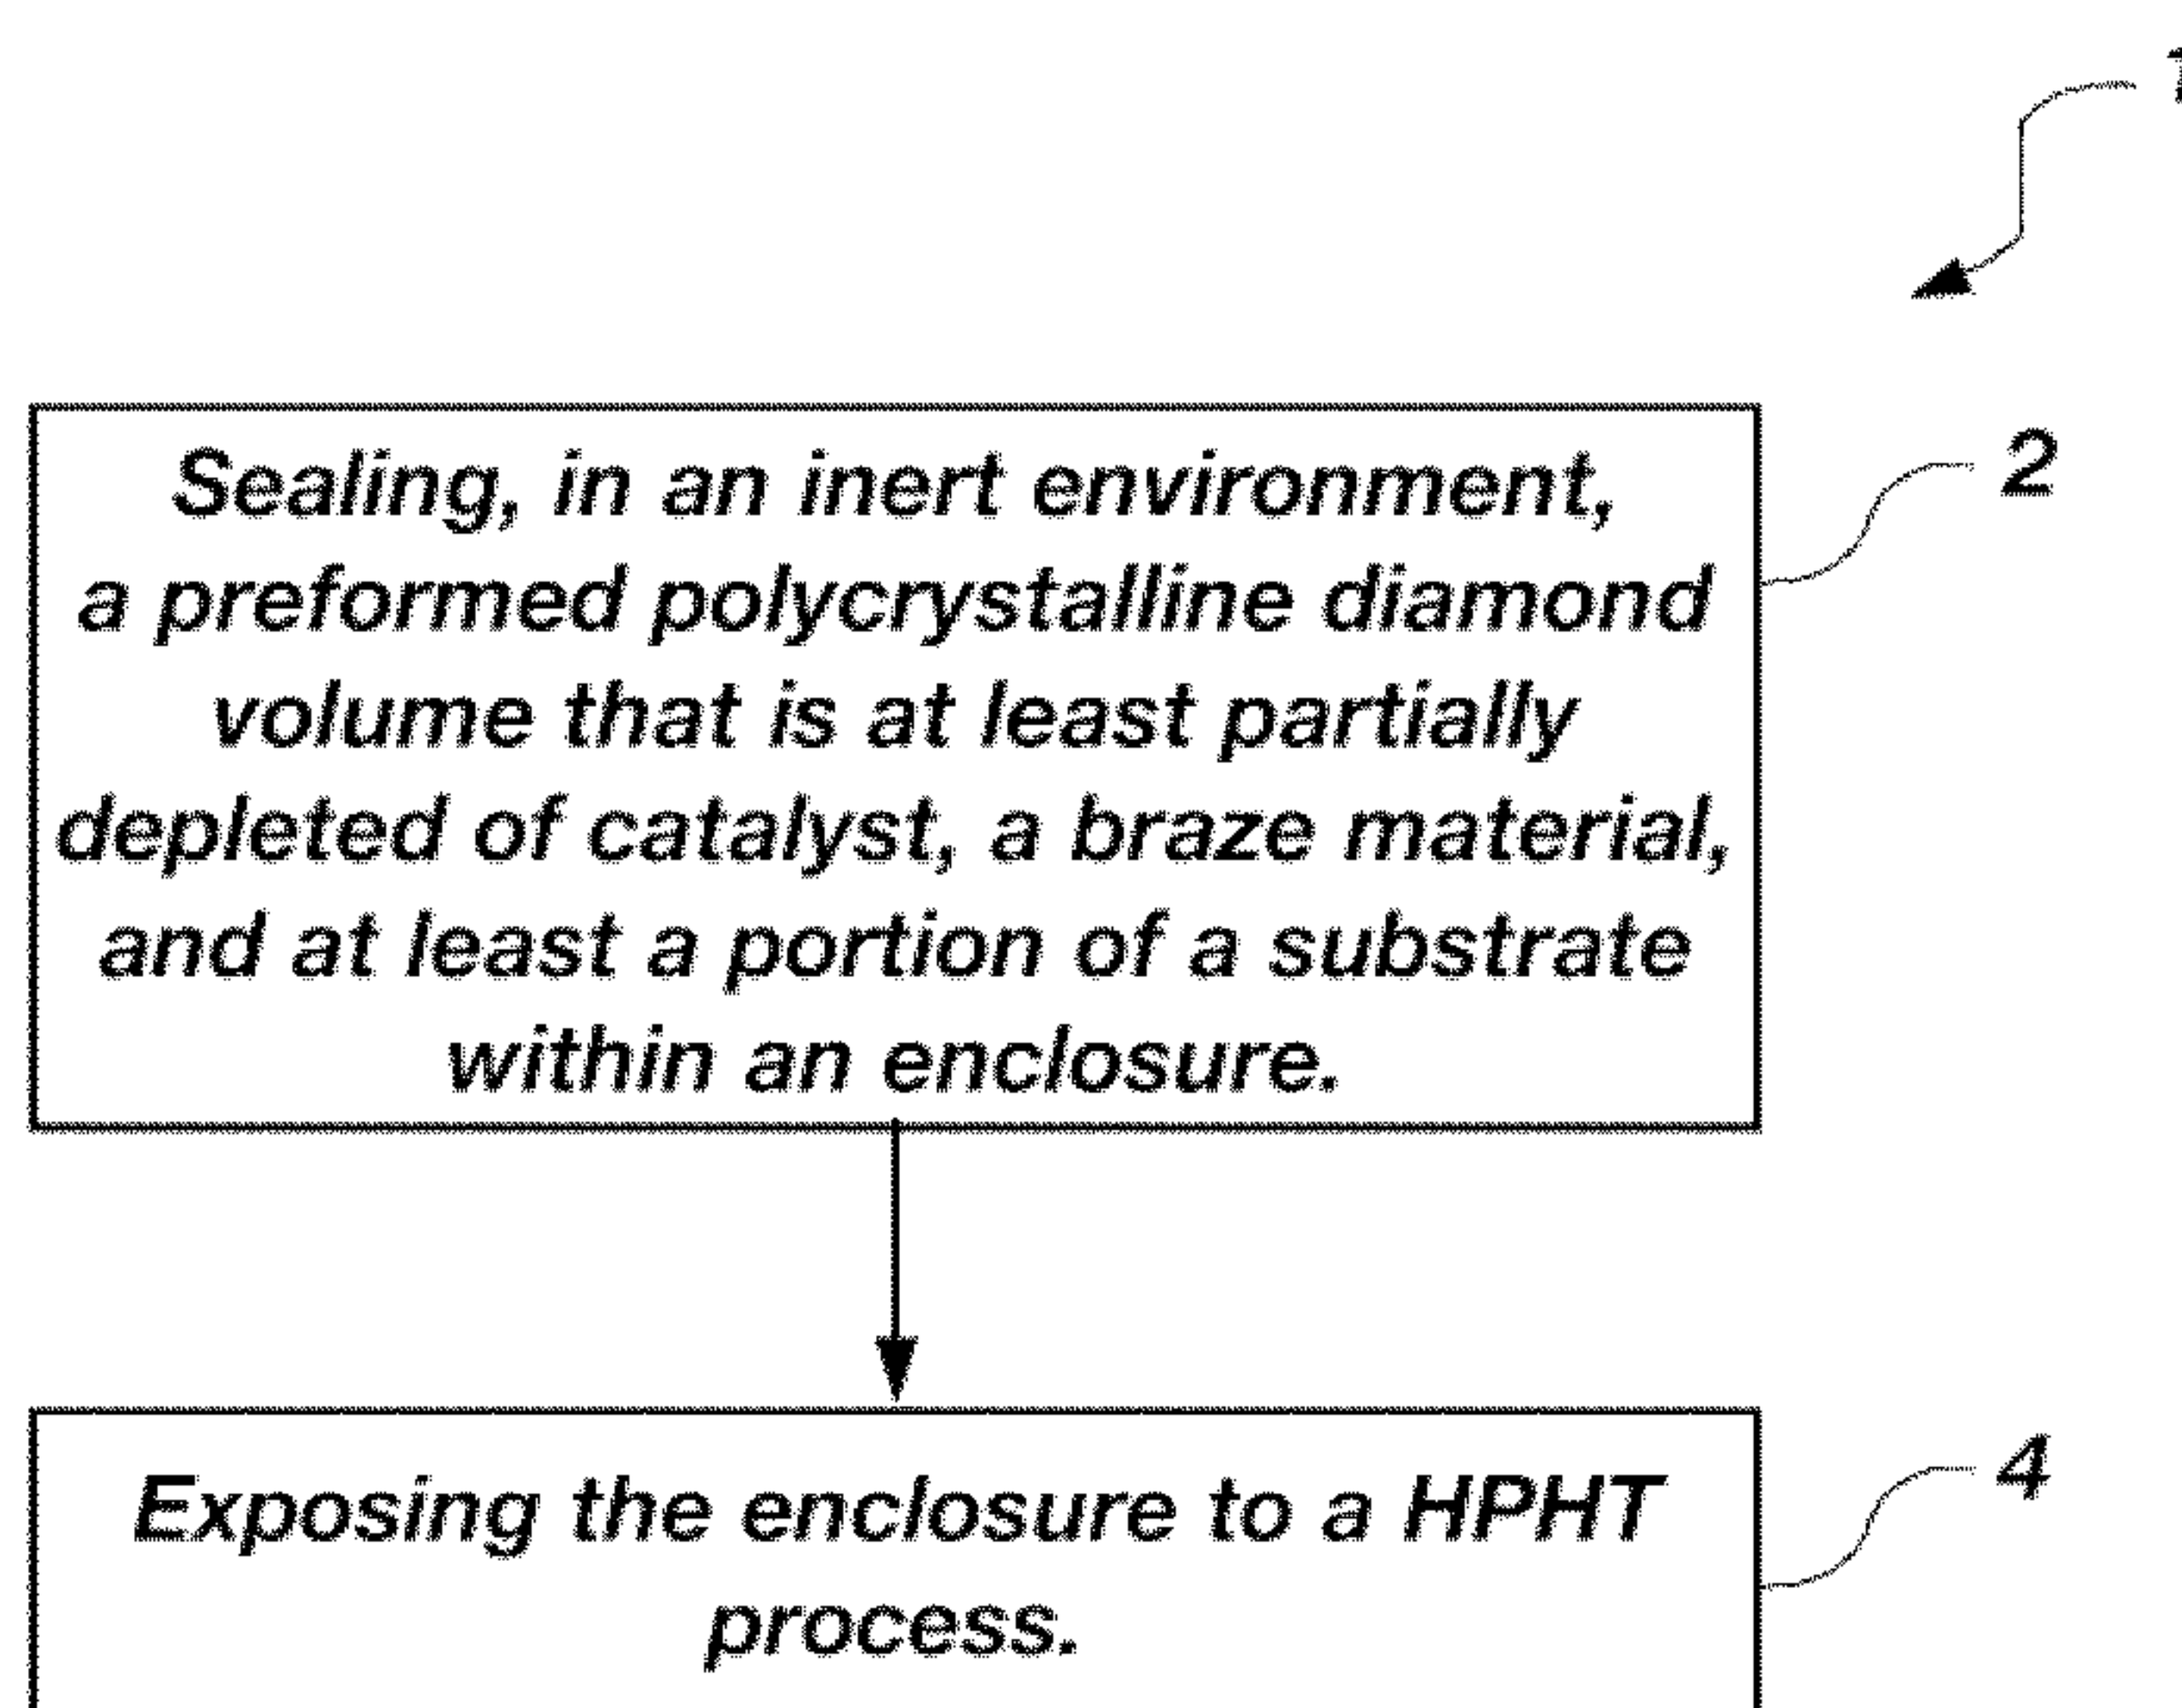 Sealing, in an inert environment,
2
a preformed polycrystalline diamond
volume that is at least partially
depleted of catalyst, a braze material,
and at least a portion of a substrate
within an enclosure.
4
Exposing the enclosure to a HPHT
process.